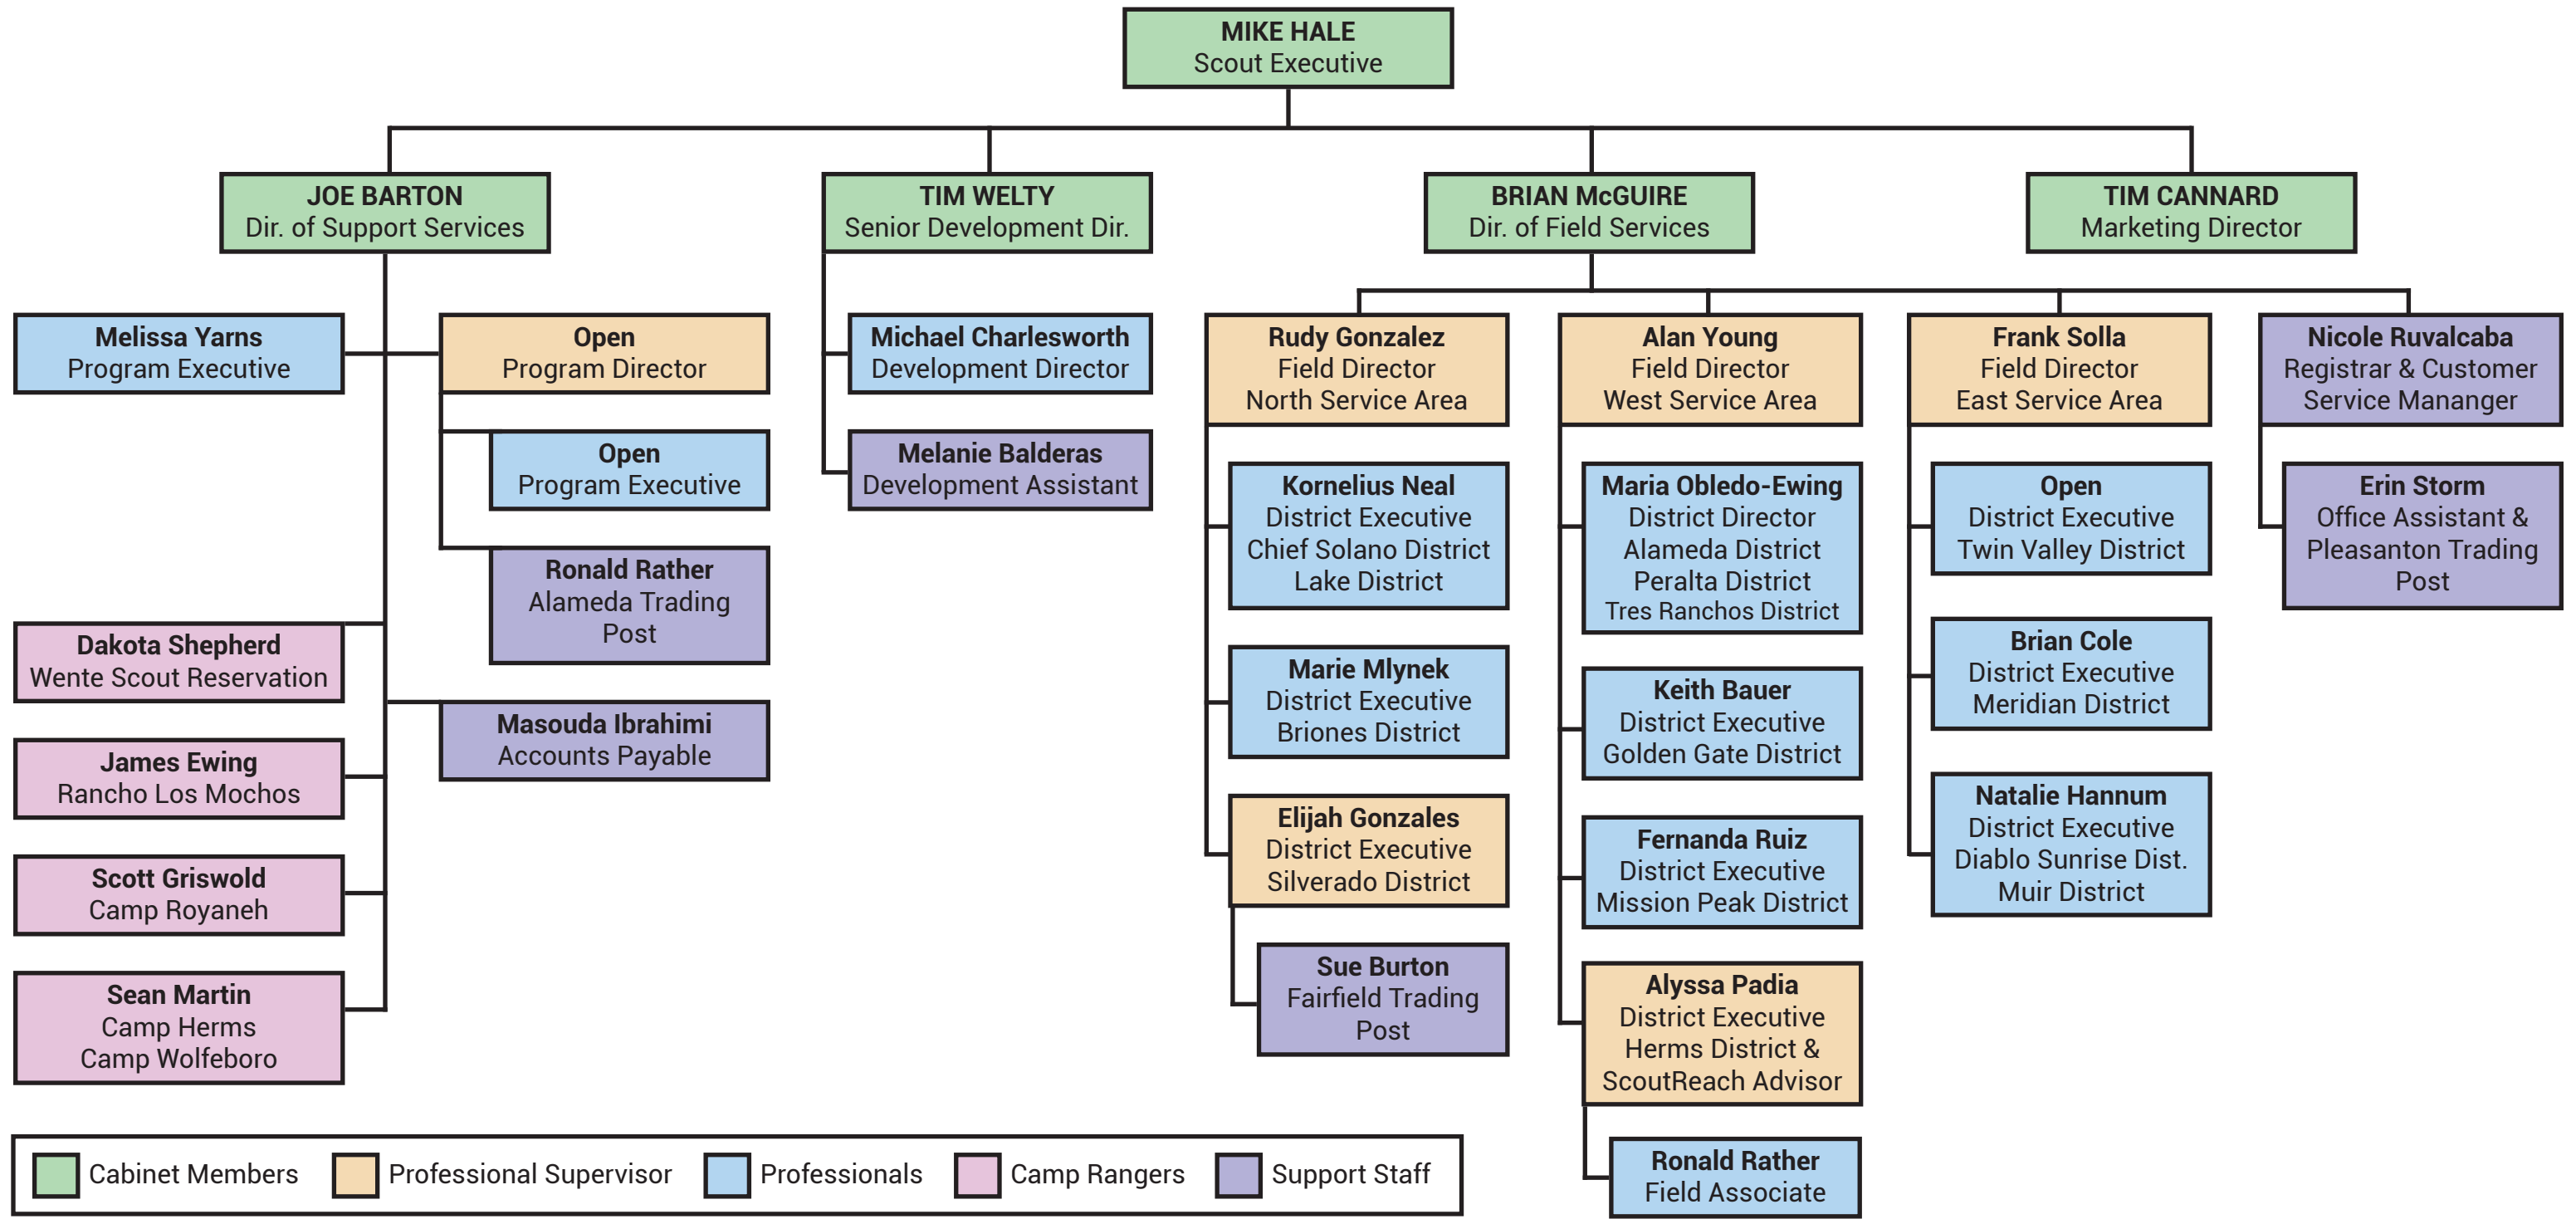 MIKE HALE
Scout Executive
JOE BARTON
Dir. of Support Services
TIM WELTY
Senior Development Dir.
BRIAN McGUIRE
Dir. of Field Services
TIM CANNARD
Marketing Director
Melissa Yarns
Program Executive
Open
Program Director
Open
Program Executive
Ronald Rather
Alameda Trading
Post
Dakota Shepherd
Wente Scout Reservation
Masouda Ibrahimi
Accounts Payable
James Ewing
Rancho Los Mochos
Scott Griswold
Camp Royaneh
Sean Martin
Camp Herms
Camp Wolfeboro
Michael Charlesworth
Development Director
Melanie Balderas
Development Assistant
Rudy Gonzalez
Field Director
North Service Area
Kornelius Neal
District Executive
Chief Solano District
Lake District
Marie Mlynek
District Executive
Briones District
Elijah Gonzales
District Executive
Silverado District
Sue Burton
Fairfield Trading
Post
Alan Young
Field Director
West Service Area
Maria Obledo-Ewing
District Director
Alameda District
Peralta District
Tres Ranchos District
Keith Bauer
District Executive
Golden Gate District
Fernanda Ruiz
District Executive
Mission Peak District
Alyssa Padia
District Executive
Herms District &
ScoutReach Advisor
Ronald Rather
Field Associate
Frank Solla
Field Director
East Service Area
Open
District Executive
Twin Valley District
Brian Cole
District Executive
Meridian District
Natalie Hannum
District Executive
Diablo Sunrise Dist.
Muir District
Nicole Ruvalcaba
Registrar & Customer
Service Mananger
Erin Storm
Office Assistant &
Pleasanton Trading
Post
Cabinet Members
Professional Supervisor
Professionals
Camp Rangers
Support Staff